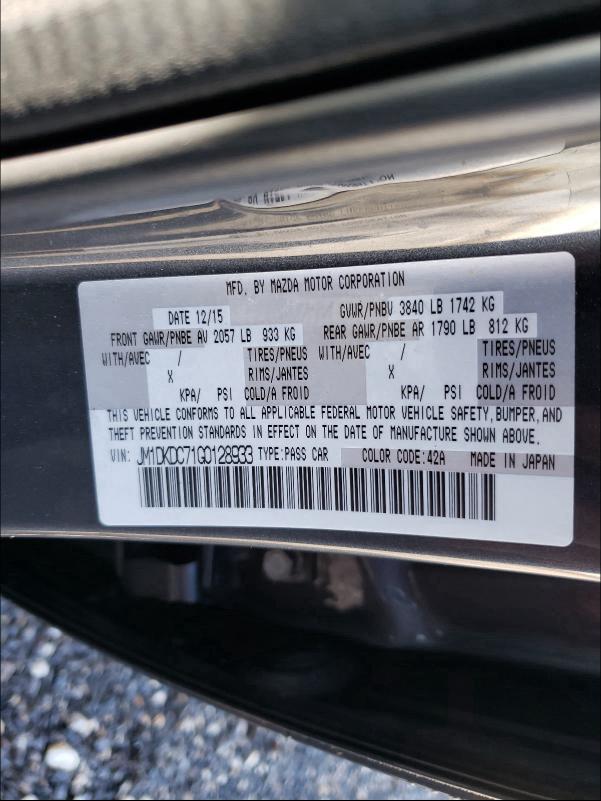 MFD. BY MAZDA MOTOR CORPORATION
DATE 12/15 GVWR/PNBV 3840 LB 1742 KG
FRONT GAWR/PNBE AV 2057 LB 933 KG REAR GAWR/PNBE AR 1790 LB 812 KG
WITH/AVEC / TIRES/PNEUS WITH/AVEC / TIRES/PNEUS
X RIMS/JANTES X RIMS/JANTES
KPA/ PSI COLD/A FROID KPA/ PSI COLD/A FROID
THIS VEHICLE CONFORMS TO ALL APPLICABLE FEDERAL MOTOR VEHICLE SAFETY, BUMPER, AND
THEFT PREVENTION STANDARDS IN EFFECT ON THE DATE OF MANUFACTURE SHOWN ABOVE.
VIN: JM1DKDC71G0128933 TYPE:PASS CAR COLOR CODE:42A MADE IN JAPAN